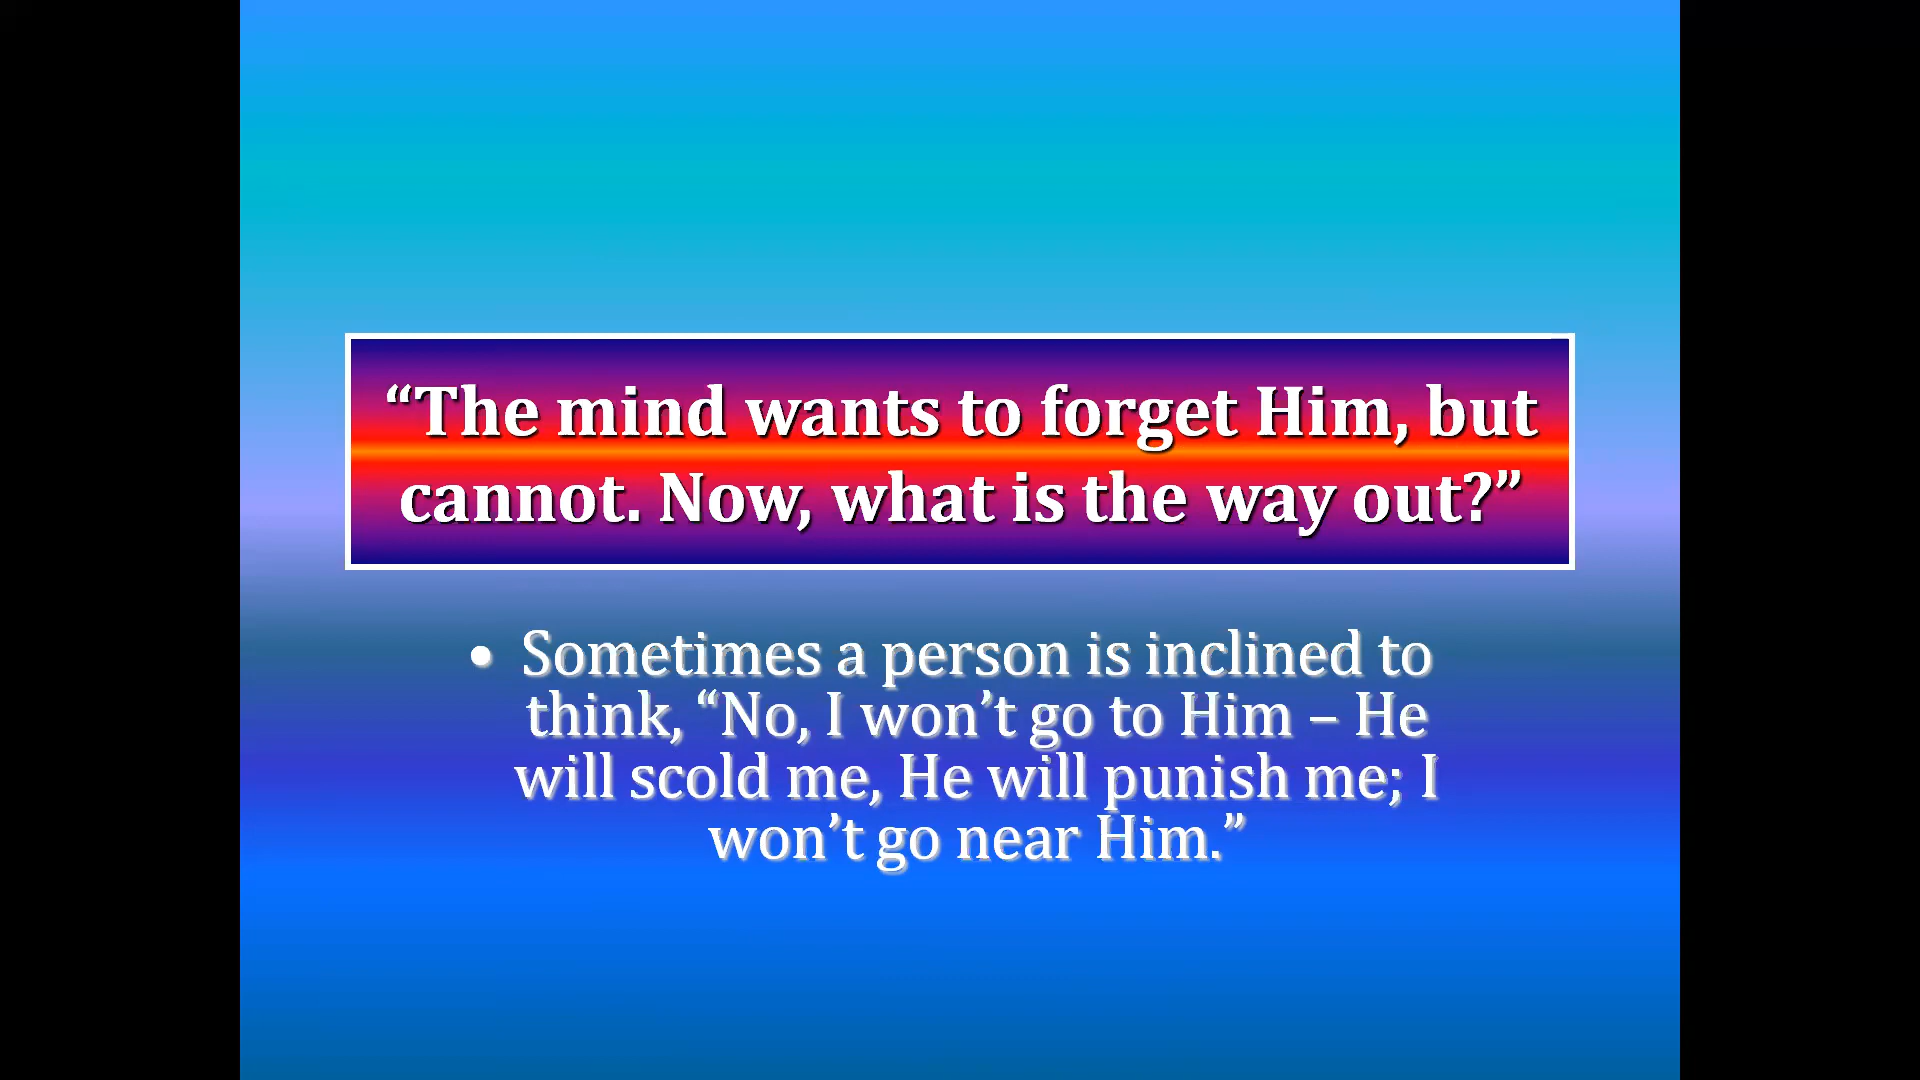 “The mind wants to forget Him, but
cannot. Now, what is the way out?”
• Sometimes a person is inclined to
think, “No, I won’t go to Him – He
will scold me, He will punish me; I
won’t go near Him.”